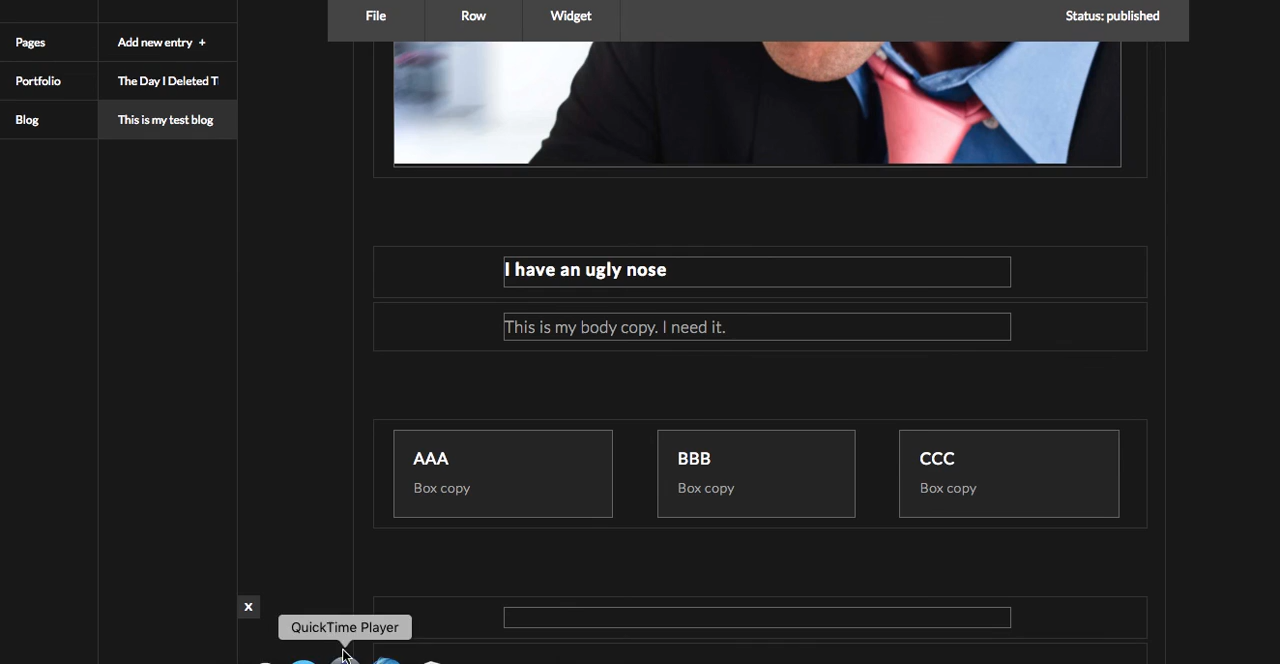 File Row Widget Status: published
Pages Add new entry +
Portfolio The Day I Deleted T
Blog This is my test blog
I have an ugly nose
This is my body copy. I need it.
AAA BBB CCC
Box copy Box copy Box copy
x
QuickTime Player